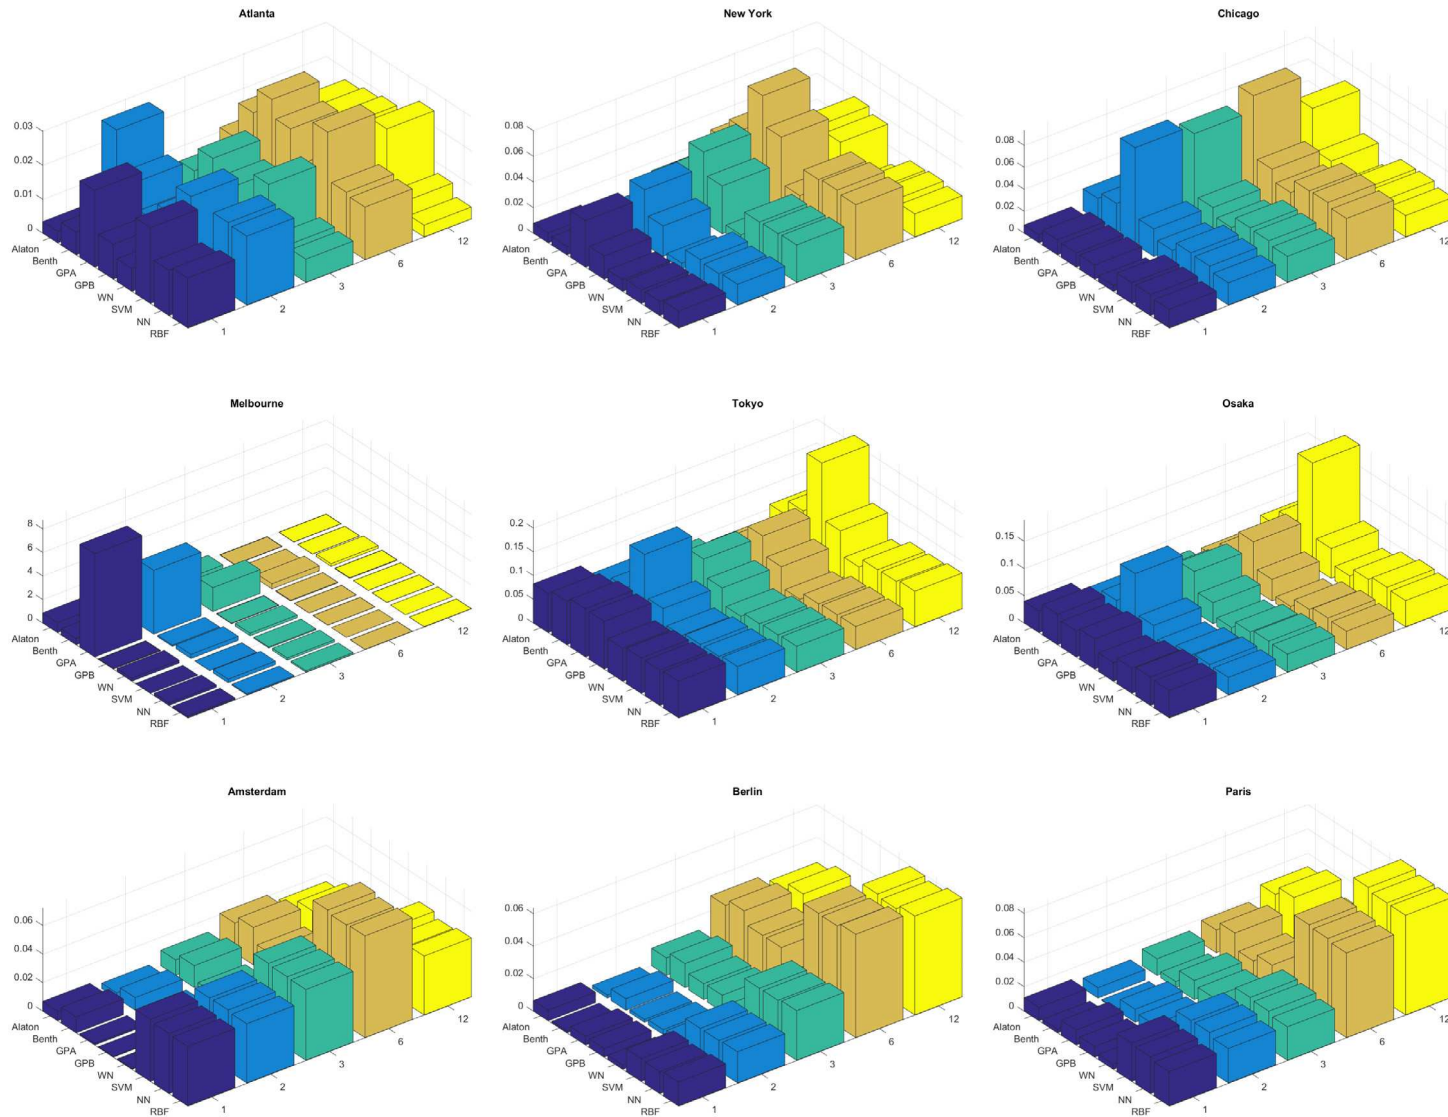 Atlanta
0.03
0.02
0.01
0
Alaton
Benth
GPA
GPB
WN
SVM
NN
RBF
1
2
3
6
12
New York
0.08
0.06
0.04
0.02
0
Alaton
Benth
GPA
GPB
WN
SVM
NN
RBF
1
2
3
6
12
Chicago
0.08
0.06
0.04
0.02
0
Alaton
Benth
GPA
GPB
WN
SVM
NN
RBF
1
2
3
6
12
Melbourne
8
6
4
2
0
Alaton
Benth
GPA
GPB
WN
SVM
NN
RBF
1
2
3
6
12
Tokyo
0.2
0.15
0.1
0.05
0
Alaton
Benth
GPA
GPB
WN
SVM
NN
RBF
1
2
3
6
12
Osaka
0.15
0.1
0.05
0
Alaton
Benth
GPA
GPB
WN
SVM
NN
RBF
1
2
3
6
12
Amsterdam
0.06
0.04
0.02
0
Alaton
Benth
GPA
GPB
WN
SVM
NN
RBF
1
2
3
6
12
Berlin
0.06
0.04
0.02
0
Alaton
Benth
GPA
GPB
WN
SVM
NN
RBF
1
2
3
6
12
Paris
0.08
0.06
0.04
0.02
0
Alaton
Benth
GPA
GPB
WN
SVM
NN
RBF
1
2
3
6
12